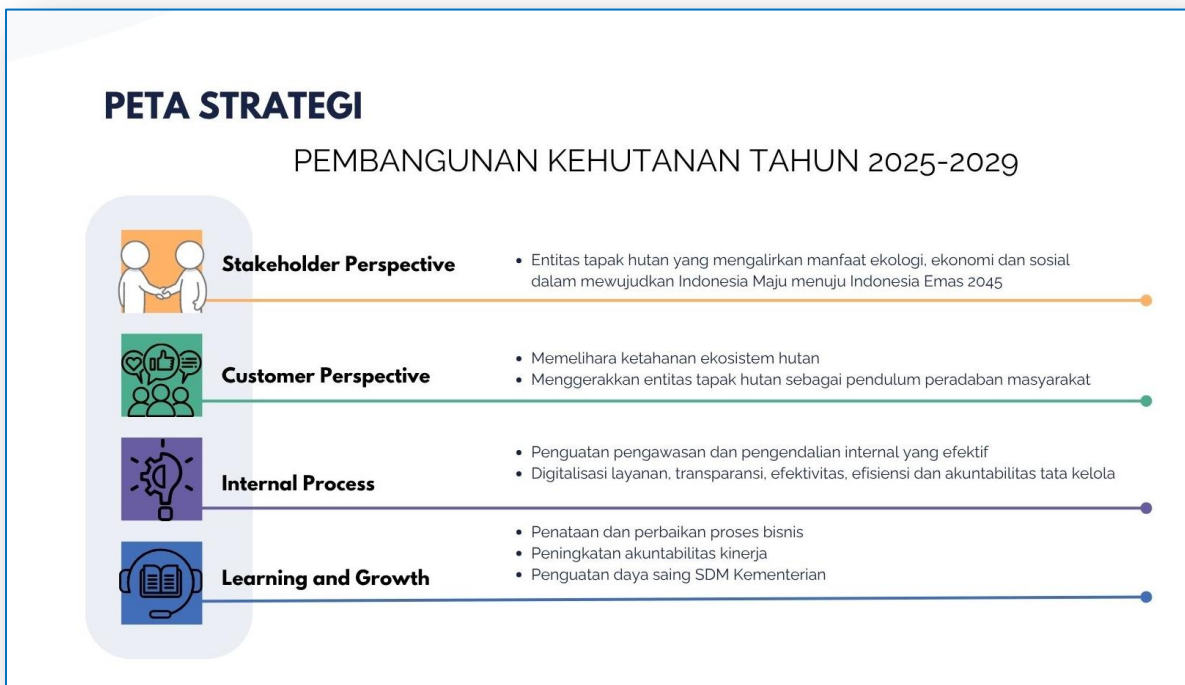 PETA STRATEGI
PEMBANGUNAN KEHUTANAN TAHUN 2025-2029
Stakeholder Perspective
• Entitas tapak hutan yang mengalirkan manfaat ekologi, ekonomi dan sosial
dalam mewujudkan Indonesia Maju menuju Indonesia Emas 2045
Customer Perspective
• Memelihara ketahanan ekosistem hutan
• Menggerakkan entitas tapak hutan sebagai pendulum peradaban masyarakat
Internal Process
• Penguatan pengawasan dan pengendalian internal yang efektif
• Digitalisasi layanan, transparansi, efektivitas, efisiensi dan akuntabilitas tata kelola
Learning and Growth
• Penataan dan perbaikan proses bisnis
• Peningkatan akuntabilitas kinerja
• Penguatan daya saing SDM Kementerian